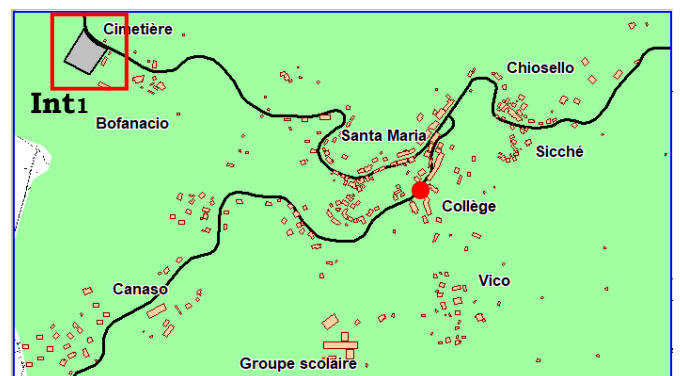 Cimetière
Int1
Bofanacio
Chiosello
Santa Maria
Sicché
Collège
Canaso
Vico
Groupe scolaire